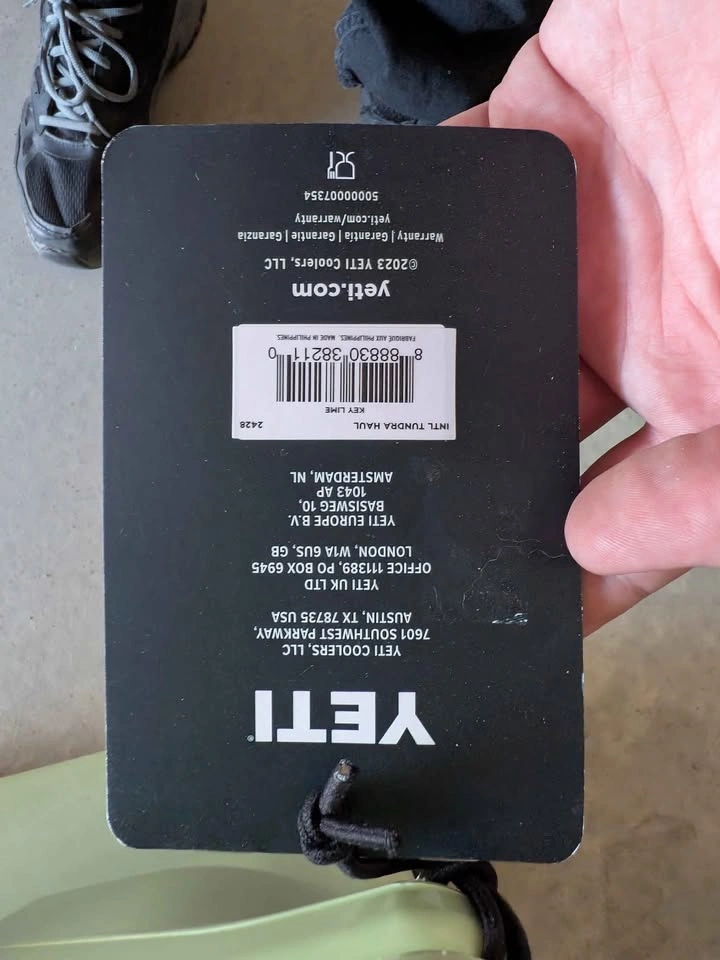 YETI®
YETI COOLERS, LLC
7601 SOUTHWEST PARKWAY,
AUSTIN, TX 78735 USA
YETI UK LTD
OFFICE 11389, PO BOX 6945
LONDON, W1A 6US, GB
YETI EUROPE B.V.
BASISWEG 10,
1043 AP
AMSTERDAM, NL
INTL TUNDRA HAUL 2428
KEY LIME
8 88830 38211 0
FABRIQUÉ AUX PHILIPPINES. MADE IN PHILIPPINES.
yeti.com
©2023 YETI Coolers, LLC
Warranty | Garantía | Garantie | Garanzia
yeti.com/warranty
50000007354